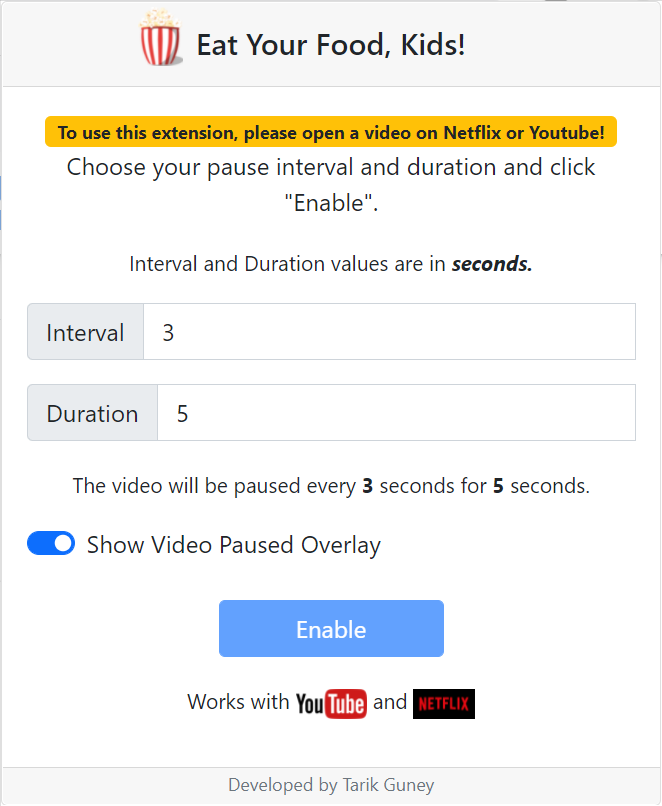 Eat Your Food, Kids!
To use this extension, please open a video on Netflix or Youtube!
Choose your pause interval and duration and click
"Enable".
Interval and Duration values are in seconds.
Interval 3
Duration 5
The video will be paused every 3 seconds for 5 seconds.
Show Video Paused Overlay
Enable
Works with YouTube and NETFLIX
Developed by Tarik Guney